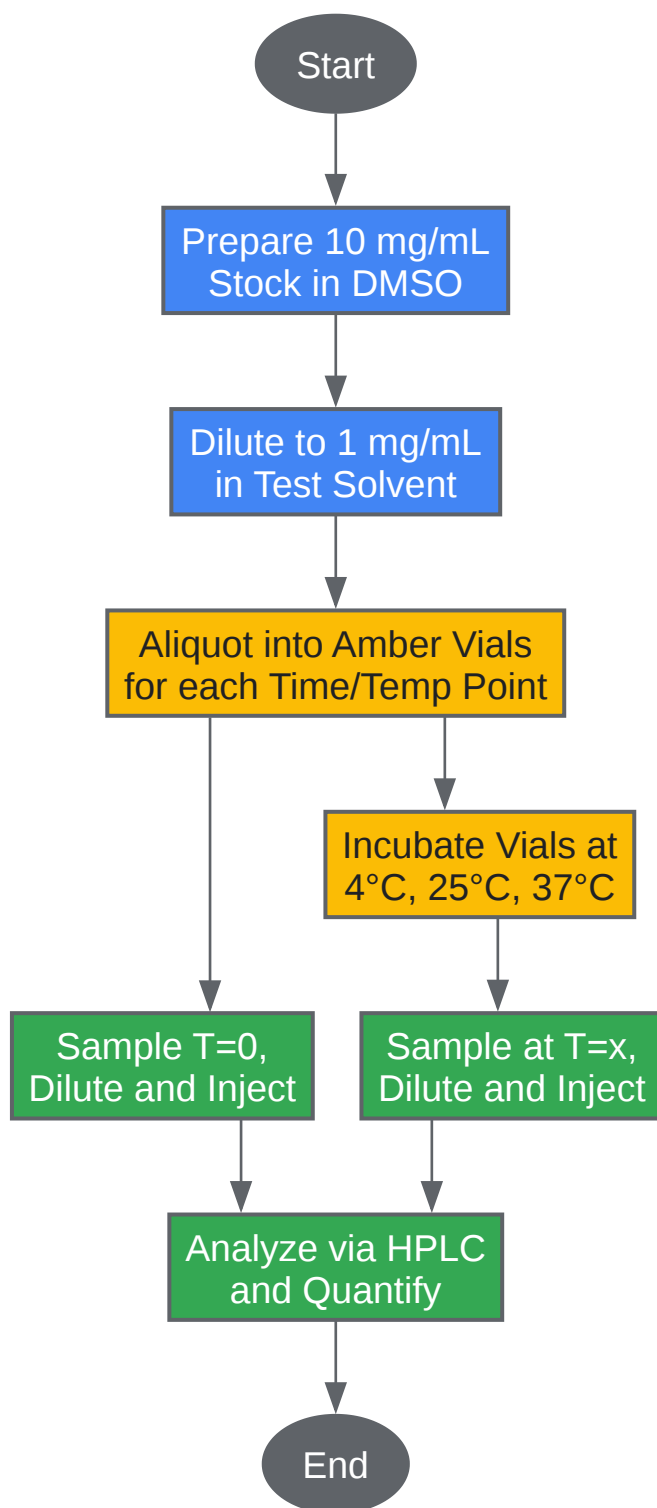 Start
Prepare 10 mg/mL
Stock in DMSO
Dilute to 1 mg/mL
in Test Solvent
Aliquot into Amber Vials
for each Time/Temp Point
Incubate Vials at
4°C, 25°C, 37°C
Sample T=0,
Dilute and Inject
Sample at T=x,
Dilute and Inject
Analyze via HPLC
and Quantify
End